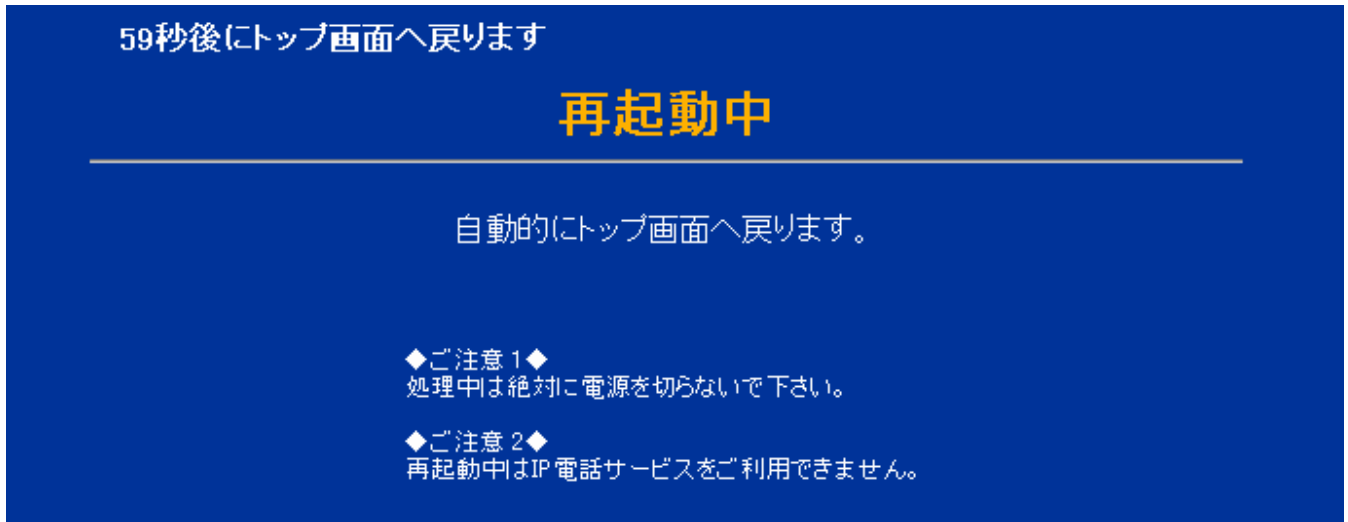 59秒後にトップ画面へ戻ります
再起動中
自動的にトップ画面へ戻ります。
◆ご注意1◆
処理中は絶対に電源を切らないで下さい。
◆ご注意2◆
再起動中はIP電話サービスをご利用できません。